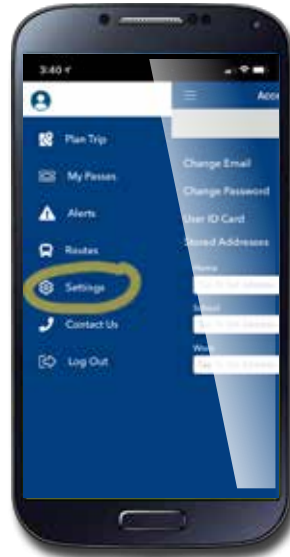 3:40
Plan Trip
My Passes
Alerts
Routes
Settings
Contact Us
Log Out
Acco
Change Email
Change Password
User ID Card
Stored Addresses
Home
School
Work